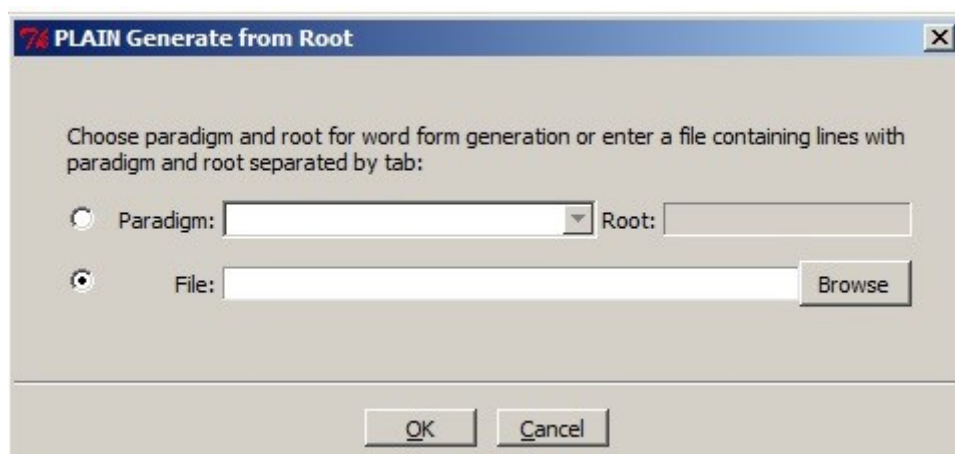 PLAIN Generate from Root
Choose paradigm and root for word form generation or enter a file containing lines with
paradigm and root separated by tab:
Paradigm: Root:
File: Browse
OK Cancel